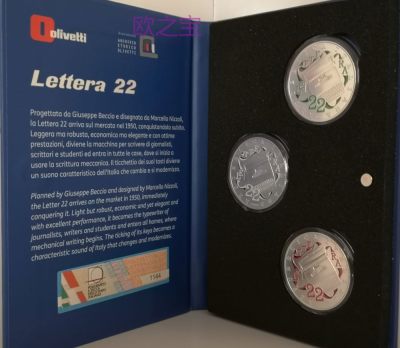 欧之宝
olivetti
ARCHIVIO
STORICO
OLIVETTI
Lettera 22
Progettata da Giuseppe Beccio e disegnata da Marcello Nizzoli,
la Lettera 22 arriva sul mercato nel 1950, conquistandolo subito.
Leggera ma robusta, economica ma elegante e con ottime
prestazioni, diviene la macchina per scrivere di giornalisti,
scrittori e studenti ed entra in tutte le case, dove si inizia a
usare la scrittura meccanica. Il ticchettio dei suoi tasti diviene
un suono caratteristico dell'Italia che cambia e si modernizza.
Planned by Giuseppe Beccio and designed by Marcello Nizzoli,
the Letter 22 arrives on the market in 1950, immediately
conquering it. Light but robust, economic and yet elegant and
with excellent performance, it becomes the typewriter of
journalists, writers and students and enters all homes, where
mechanical writing begins. The ticking of its keys becomes a
characteristic sound of Italy that changes and modernizes.
22
22
22